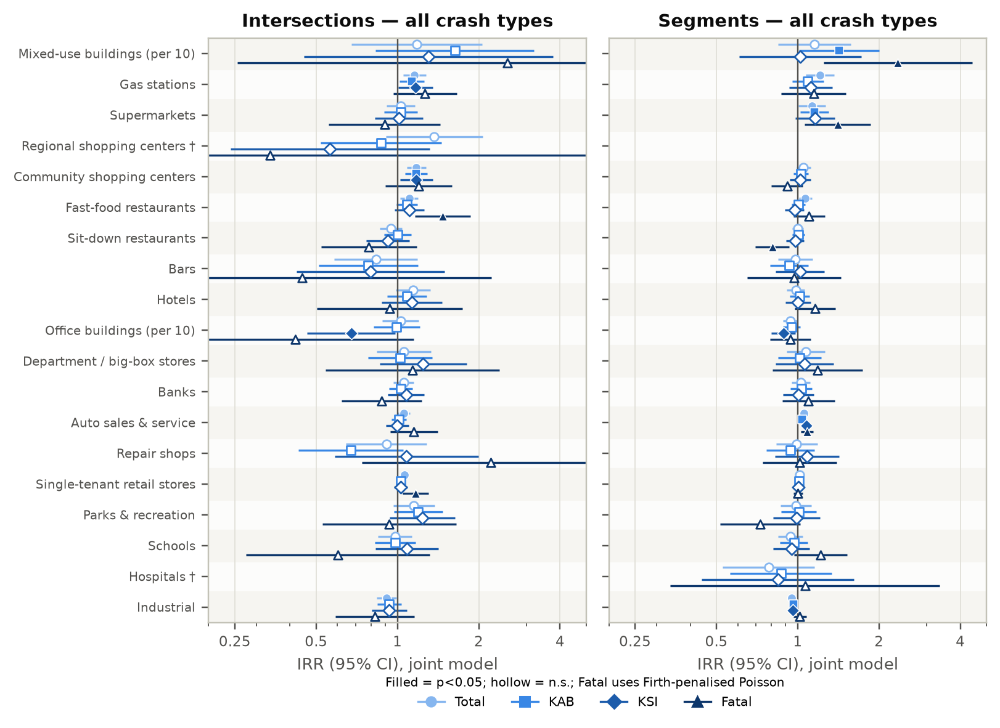 Intersections — all crash types
Segments — all crash types
Mixed-use buildings (per 10)
Gas stations
Supermarkets
Regional shopping centers †
Community shopping centers
Fast-food restaurants
Sit-down restaurants
Bars
Hotels
Office buildings (per 10)
Department / big-box stores
Banks
Auto sales & service
Repair shops
Single-tenant retail stores
Parks & recreation
Schools
Hospitals †
Industrial
0.25 0.5 1 2 4
0.25 0.5 1 2 4
IRR (95% CI), joint model
IRR (95% CI), joint model
Filled = p<0.05; hollow = n.s.; Fatal uses Firth-penalised Poisson
Total KAB KSI Fatal